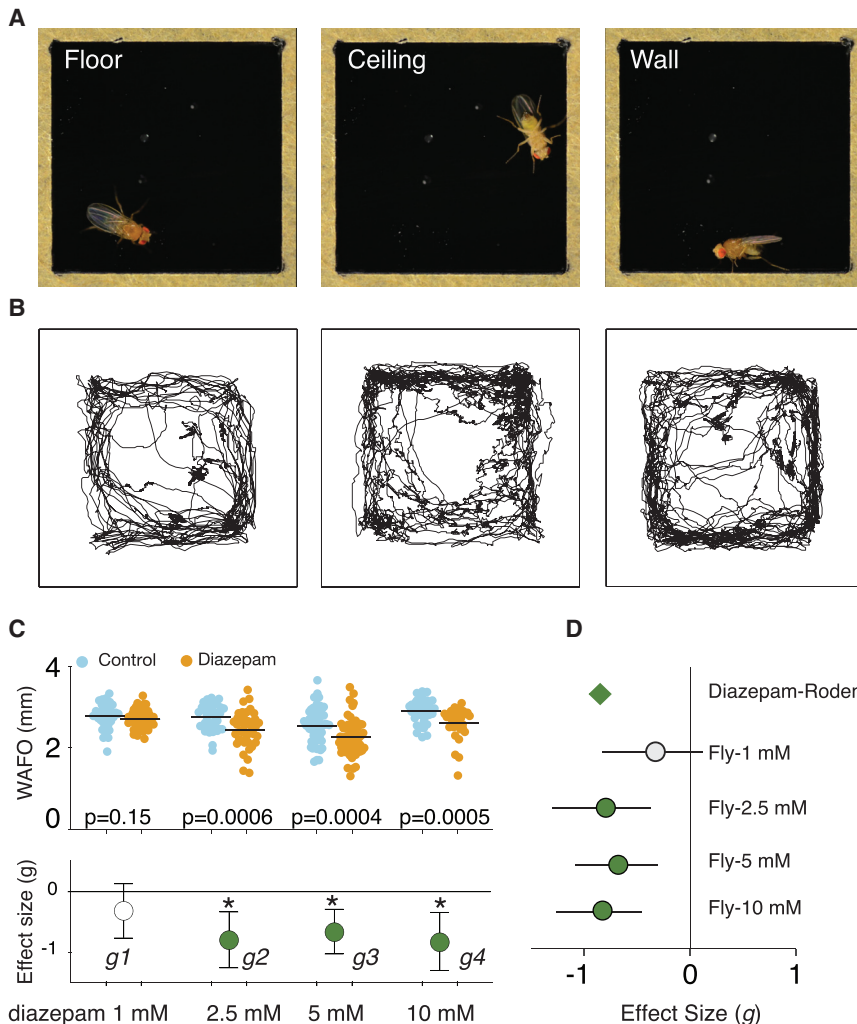 A
Floor
Ceiling
Wall
B
C
Control
Diazepam
WAFO (mm)
4
2
0
p=0.15
p=0.0006
p=0.0004
p=0.0005
Effect size (g)
0
-1
g1
g2
g3
g4
*
*
*
diazepam 1 mM
2.5 mM
5 mM
10 mM
D
Diazepam-Roden
Fly-1 mM
Fly-2.5 mM
Fly-5 mM
Fly-10 mM
-1
0
1
Effect Size (g)